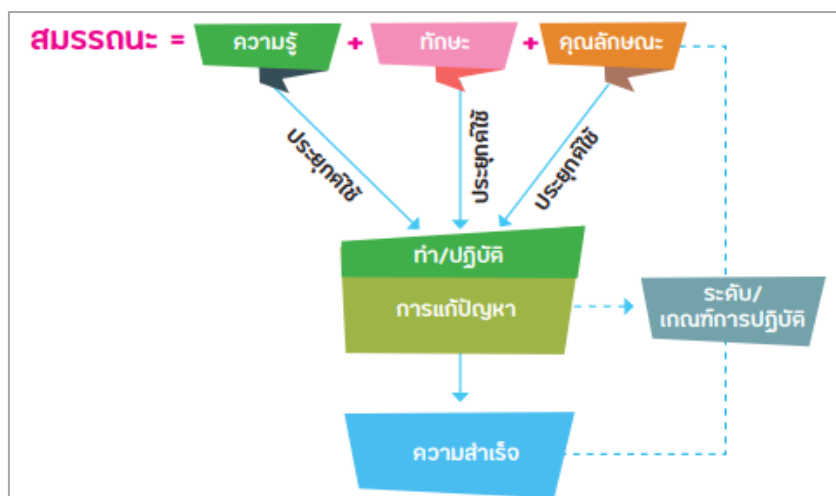 สมรรถนะ = ความรู้ + ทักษะ + คุณลักษณะ
ประยุกต์ใช้
ประยุกต์ใช้
ประยุกต์ใช้
ทำ/ปฏิบัติ
การแก้ปัญหา
ระดับ/
เกณฑ์การปฏิบัติ
ความสำเร็จ